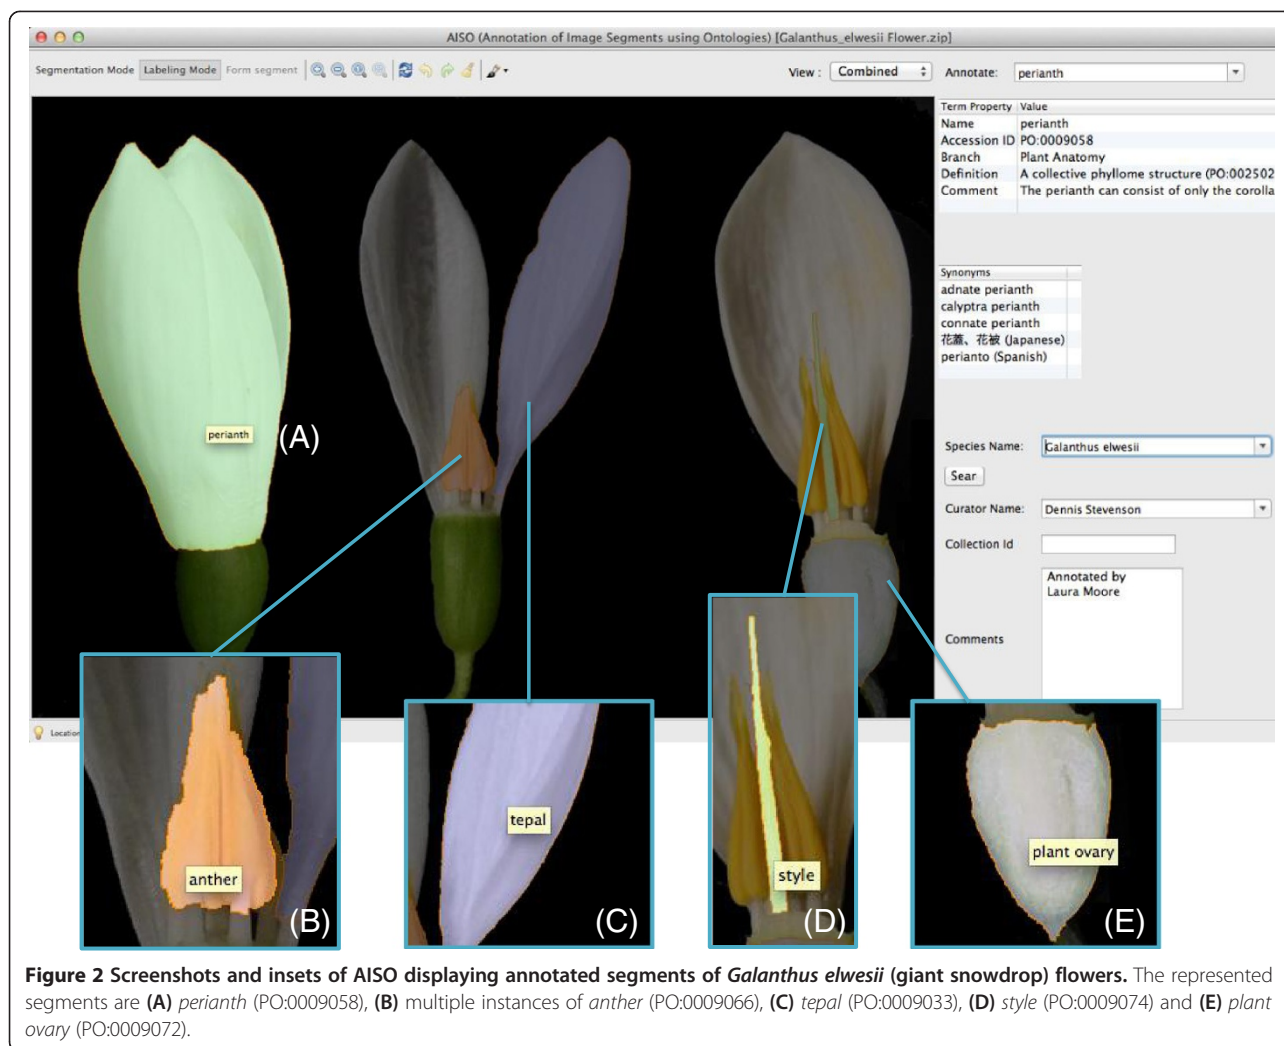 AISO (Annotation of Image Segments using Ontologies) [Galanthus_elwesii Flower.zip]
Segmentation Mode Labeling Mode Form segment View : Combined Annotate: perianth
Term Property Value
Name perianth
Accession ID PO:0009058
Branch Plant Anatomy
Definition A collective phyllome structure (PO:002502
Comment The perianth can consist of only the corolla
Synonyms
adnate perianth
calyptra perianth
connate perianth
花蓋、花被 (Japanese)
perianto (Spanish)
perianth
(A)
Species Name: Galanthus elwesii
Sear
Curator Name: Dennis Stevenson
Collection Id
Annotated by
Laura Moore
Comments
Location
anther
(B)
tepal
(C)
style
(D)
plant ovary
(E)
Figure 2 Screenshots and insets of AISO displaying annotated segments of Galanthus elwesii (giant snowdrop) flowers. The represented
segments are (A) perianth (PO:0009058), (B) multiple instances of anther (PO:0009066), (C) tepal (PO:0009033), (D) style (PO:0009074) and (E) plant
ovary (PO:0009072).